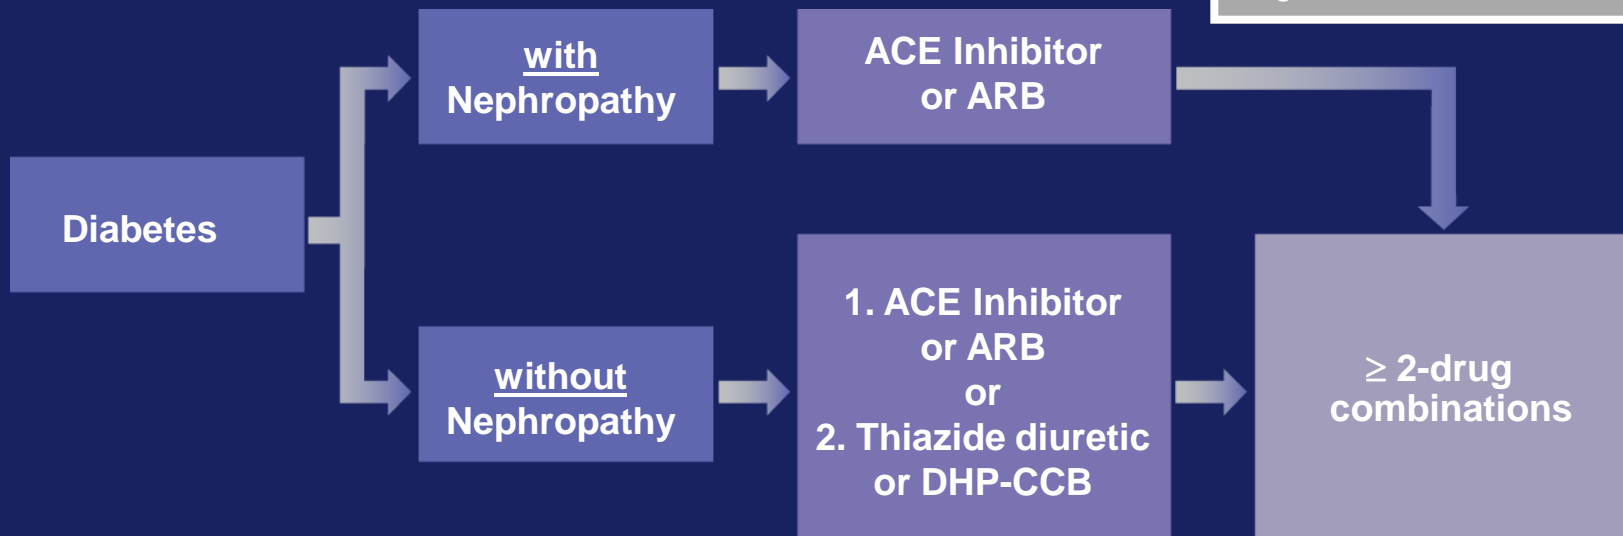 with
Nephropathy
ACE Inhibitor
or ARB
Diabetes
without
Nephropathy
1. ACE Inhibitor
or ARB
or
2. Thiazide diuretic
or DHP-CCB
≥ 2-drug
combinations